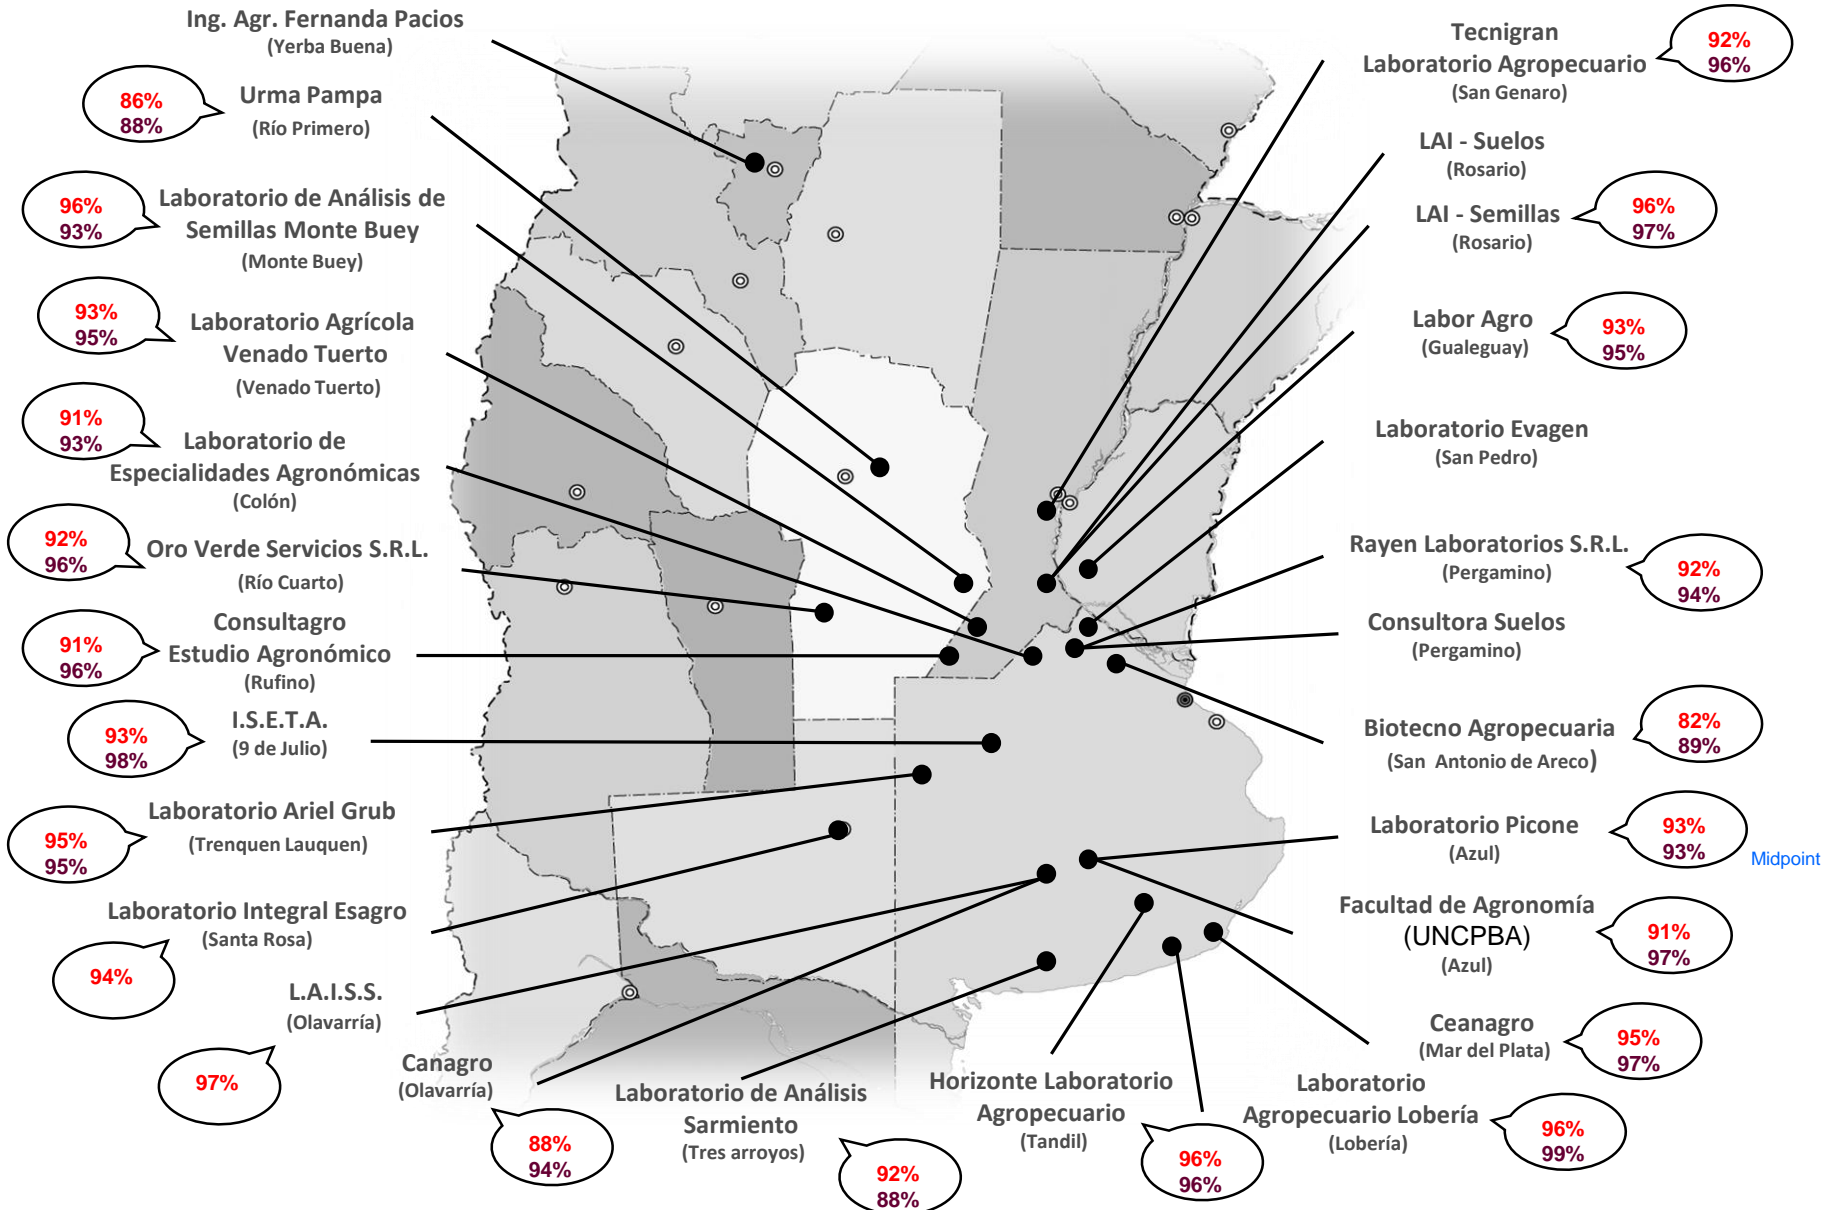 Ing. Agr. Fernanda Pacios
(Yerba Buena)
86%
88%
Urma Pampa
(Río Primero)
96%
93%
Laboratorio de Análisis de
Semillas Monte Buey
(Monte Buey)
93%
95%
Laboratorio Agrícola
Venado Tuerto
(Venado Tuerto)
91%
93%
Laboratorio de
Especialidades Agronómicas
(Colón)
92%
96%
Oro Verde Servicios S.R.L.
(Río Cuarto)
91%
96%
Consultagro
Estudio Agronómico
(Rufino)
93%
98%
I.S.E.T.A.
(9 de Julio)
95%
95%
Laboratorio Ariel Grub
(Trenquen Lauquen)
Laboratorio Integral Esagro
(Santa Rosa)
94%
L.A.I.S.S.
(Olavarría)
97%
Canagro
(Olavarría)
88%
94%
Laboratorio de Análisis
Sarmiento
(Tres arroyos)
92%
88%
Horizonte Laboratorio
Agropecuario
(Tandil)
96%
96%
Laboratorio
Agropecuario Lobería
(Lobería)
96%
99%
Tecnigran
Laboratorio Agropecuario
(San Genaro)
92%
96%
LAI - Suelos
(Rosario)
LAI - Semillas
(Rosario)
96%
97%
Labor Agro
(Gualeguay)
93%
95%
Laboratorio Evagen
(San Pedro)
Rayen Laboratorios S.R.L.
(Pergamino)
92%
94%
Consultora Suelos
(Pergamino)
Biotecno Agropecuaria
(San Antonio de Areco)
82%
89%
Laboratorio Picone
(Azul)
93%
93%
Midpoint
Facultad de Agronomía
(UNCPBA)
(Azul)
91%
97%
Ceanagro
(Mar del Plata)
95%
97%